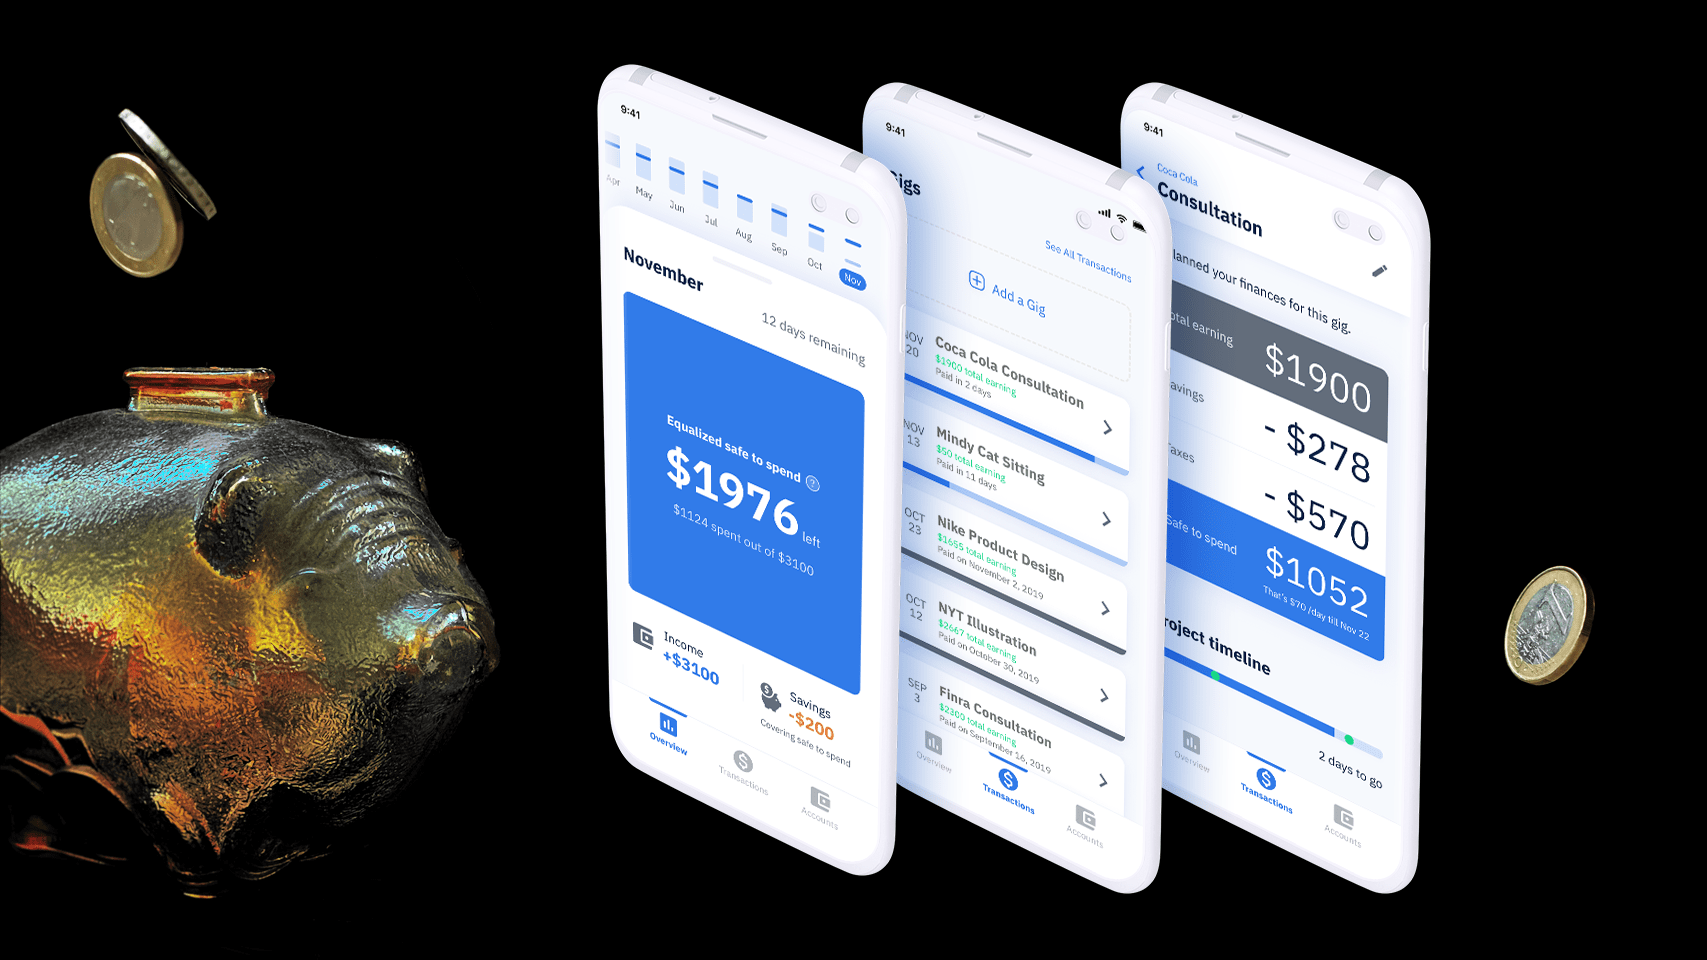 9:41
Apr
May
Jun
Jul
Aug
Sep
Oct
Nov
November
12 days remaining
Equalized safe to spend ?
$1976 left
$1124 spent out of $3100
Income
+$3100
Savings
-$200
Covering safe to spend
Overview
Transactions
Accounts
9:41
Gigs
See All Transactions
Add a Gig
NOV
20
Coca Cola Consultation
$1900 total earning
Paid in 2 days
NOV
13
Mindy Cat Sitting
$50 total earning
Paid in 11 days
OCT
23
Nike Product Design
$1655 total earning
Paid on November 2, 2019
OCT
12
NYT Illustration
$2667 total earning
Paid on October 30, 2019
SEP
3
Finra Consultation
$2300 total earning
Paid on September 16, 2019
Overview
Transactions
Accounts
9:41
Coca Cola
Consultation
lanned your finances for this gig.
otal earning
$1900
avings
- $278
Taxes
- $570
Safe to spend
$1052
That's $70 /day till Nov 22
roject timeline
2 days to go
Overview
Transactions
Accounts